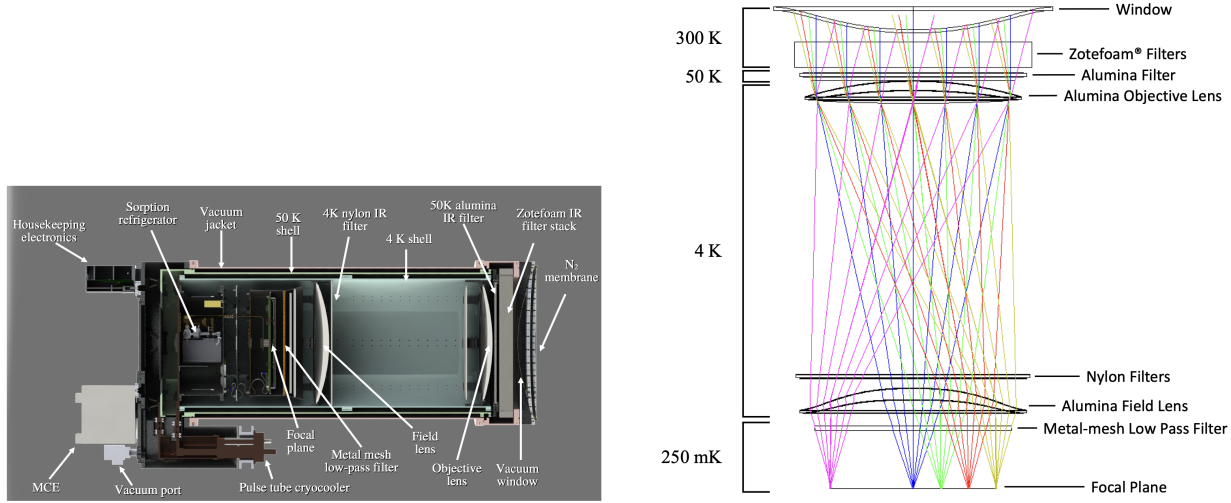 Housekeeping
electronics
Sorption
refrigerator
Vacuum
jacket
50 K
shell
4K nylon IR
filter
4 K shell
50K alumina
IR filter
Zotefoam IR
filter stack
N₂
membrane
MCE
Vacuum port
Pulse tube cryocooler
Focal
plane
Metal mesh
low-pass filter
Field
lens
Objective
lens
Vacuum
window
300 K
50 K
4 K
250 mK
Window
Zotefoam® Filters
Alumina Filter
Alumina Objective Lens
Nylon Filters
Alumina Field Lens
Metal-mesh Low Pass Filter
Focal Plane